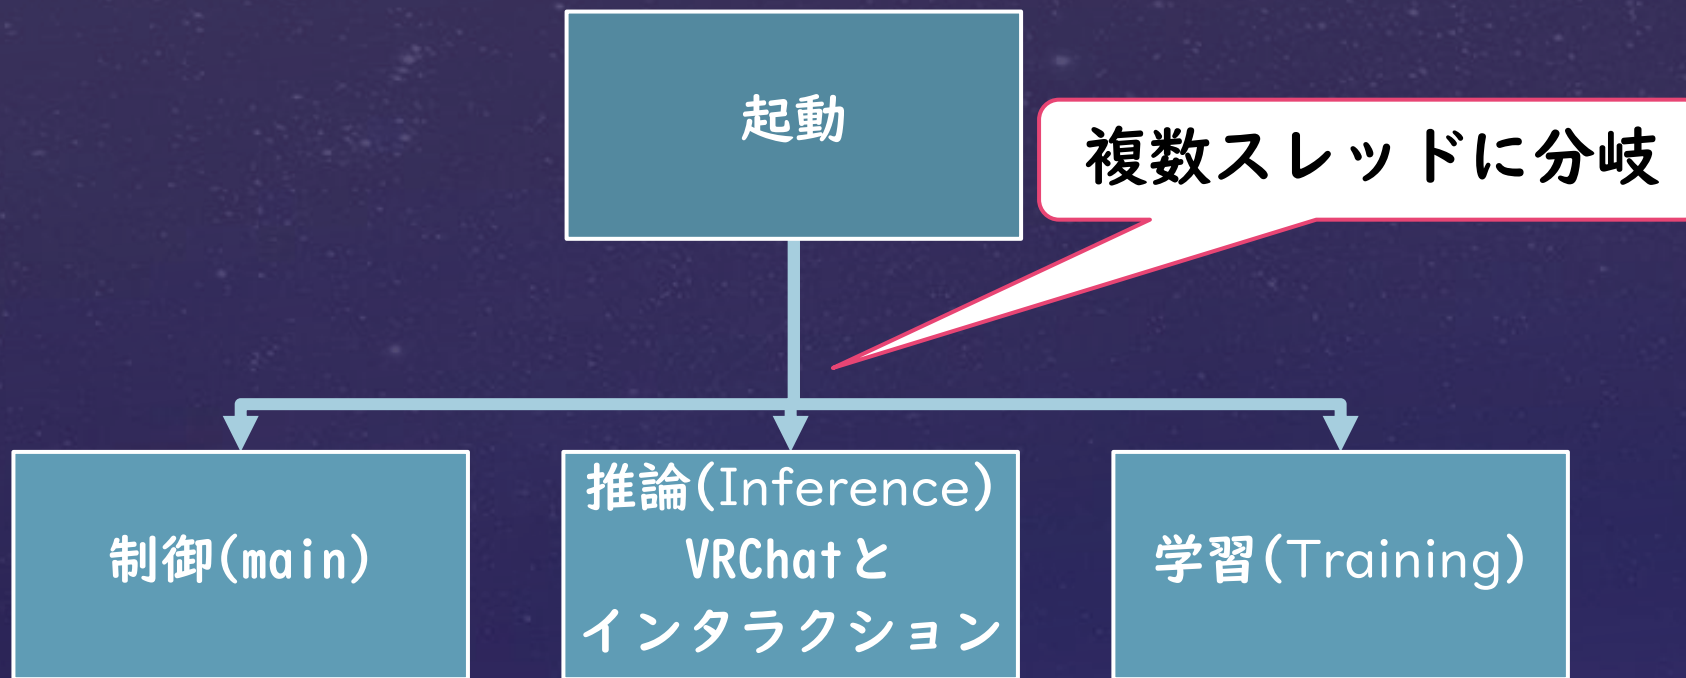 起動
複数スレッドに分岐
制御(main)
推論(Inference)
VRChatと
インタラクション
学習(Training)